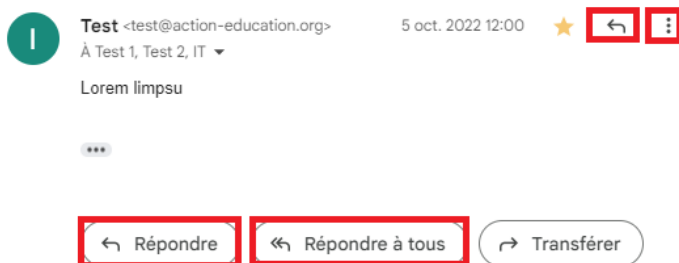 I
Test <test@action-education.org> 5 oct. 2022 12:00
À Test 1, Test 2, IT
Lorem limpsu
Répondre Répondre à tous Transférer